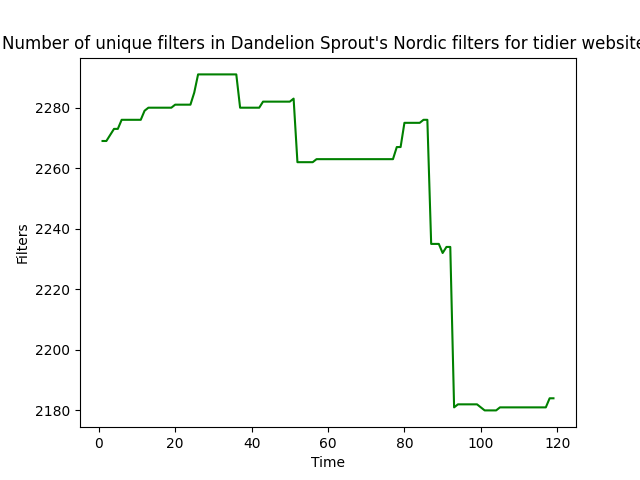 Number of unique filters in Dandelion Sprout's Nordic filters for tidier website
2280
2260
2240
2220
2200
2180
Filters
0 20 40 60 80 100 120
Time